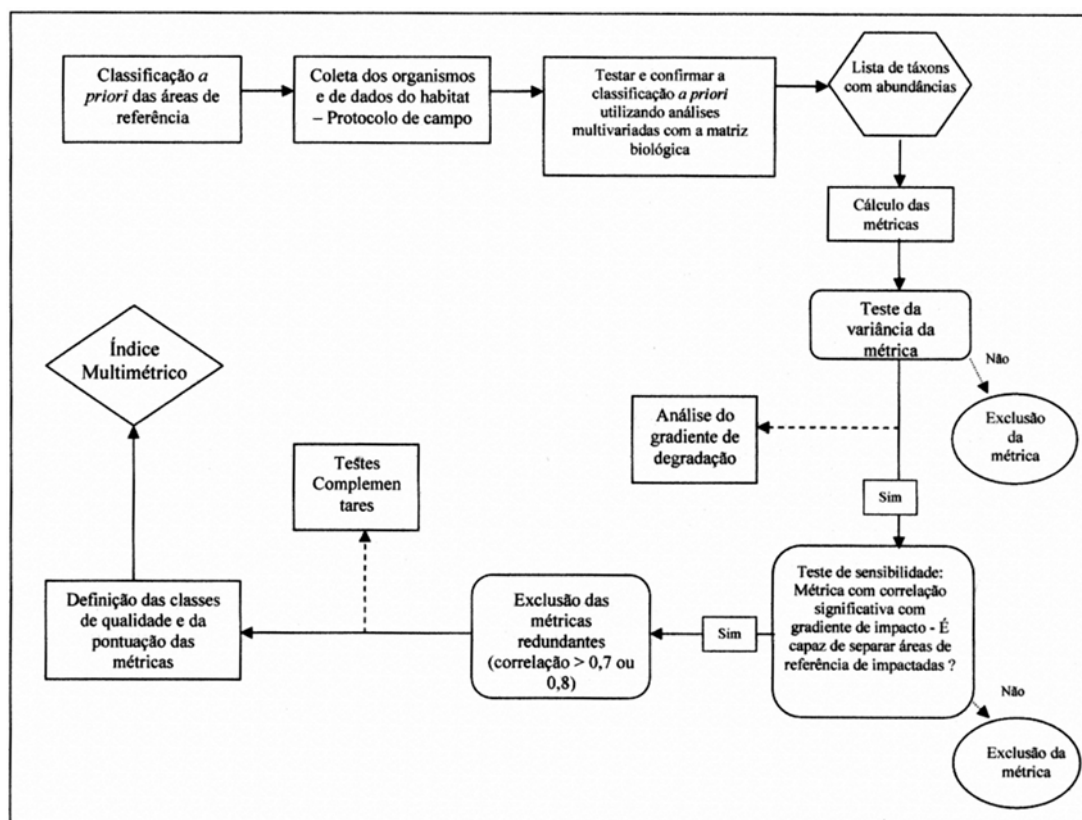 Classificação a
priori das áreas de
referência
Coleta dos organismos
e de dados do habitat
– Protocolo de campo
Testar e confirmar a
classificação a priori
utilizando análises
multivariadas com a matriz
biológica
Lista de táxons
com abundâncias
Cálculo das
métricas
Teste da
variância da
métrica
Não
Exclusão
da
métrica
Análise do
gradiente de
degradação
Sim
Teste de sensibilidade:
Métrica com correlação
significativa com
gradiente de impacto - É
capaz de separar áreas de
referência de impactadas ?
Não
Exclusão da
métrica
Sim
Exclusão das
métricas redundantes
(correlação > 0,7 ou
0,8)
Testes
Complemen
tares
Definição das classes
de qualidade e da
pontuação das
métricas
Índice
Multimétrico